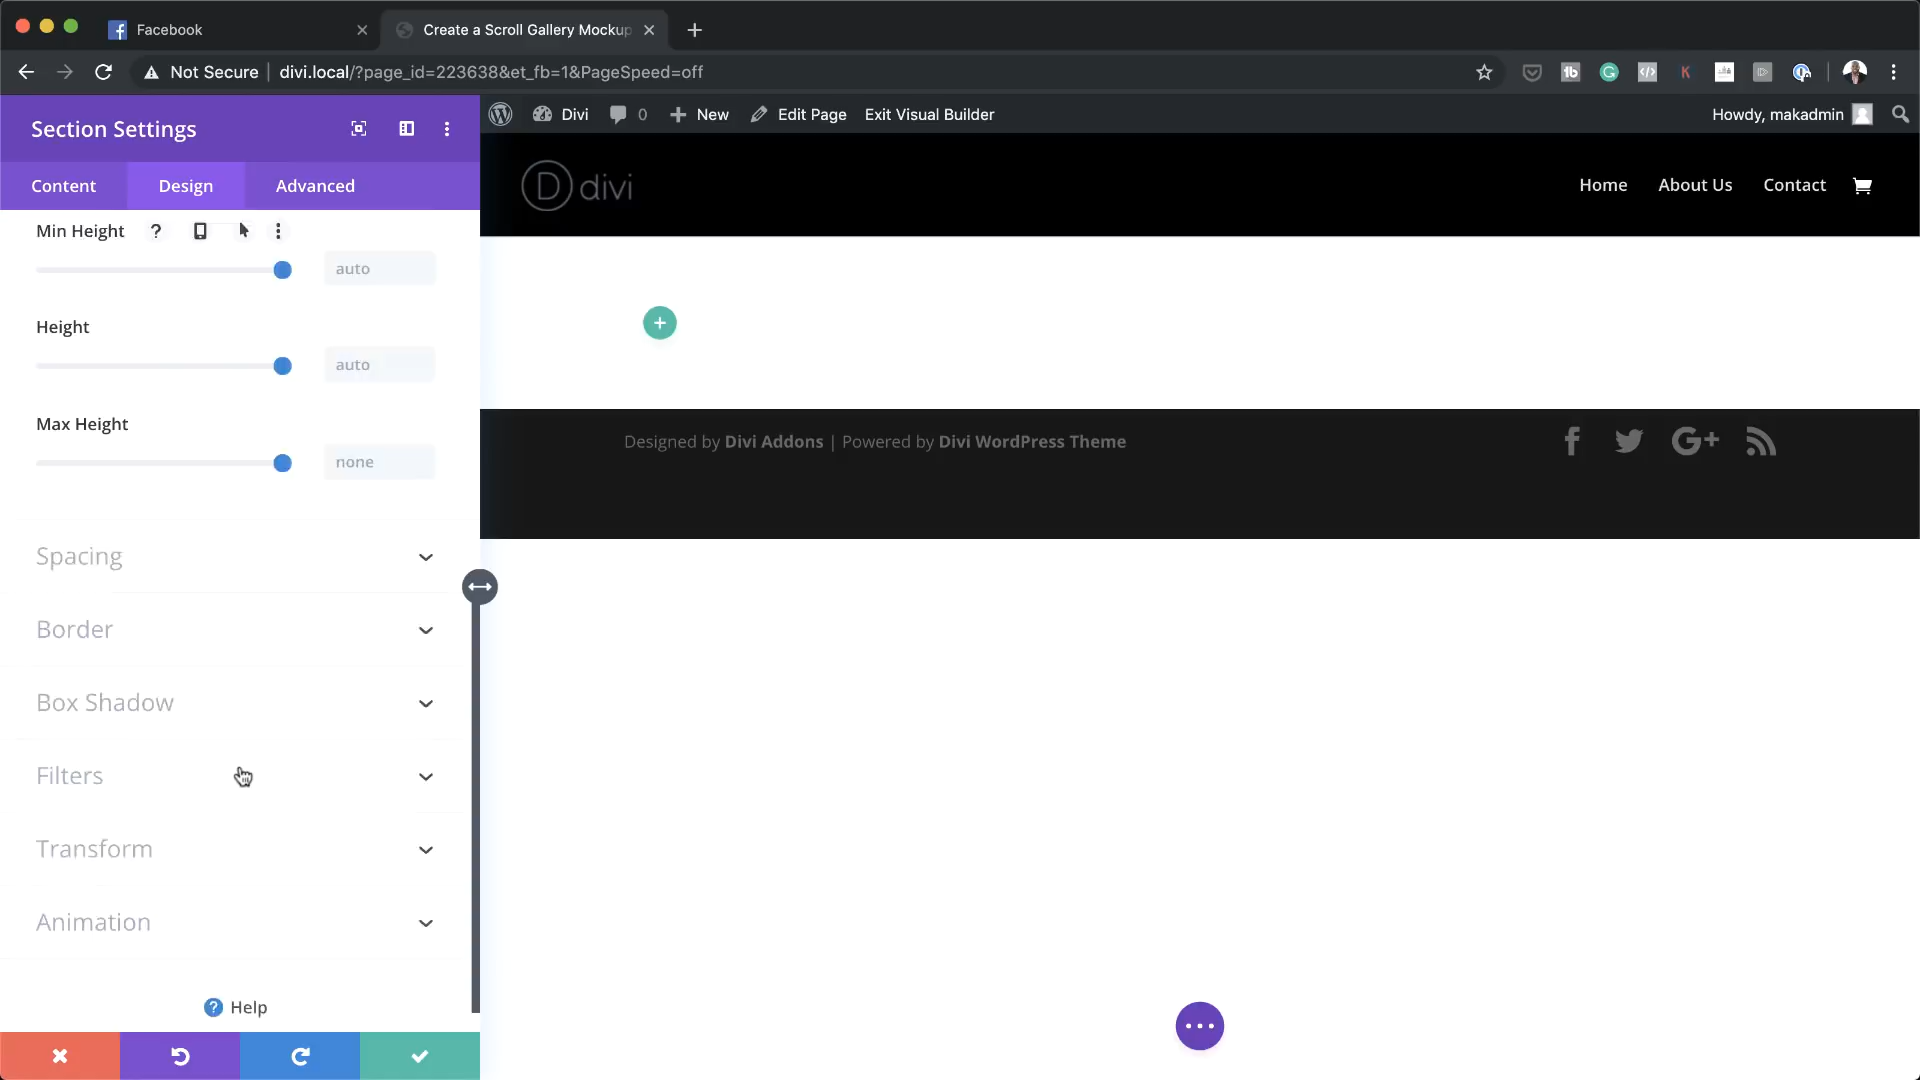 Facebook
Create a Scroll Gallery Mockup
Not Secure
divi.local/?page_id=223638&et_fb=1&PageSpeed=off
Section Settings
Divi
0
New
Edit Page
Exit Visual Builder
Howdy, makadmin
Content
Design
Advanced
divi
Home
About Us
Contact
Min Height
auto
Height
auto
Max Height
none
Designed by Divi Addons | Powered by Divi WordPress Theme
Spacing
Border
Box Shadow
Filters
Transform
Animation
Help